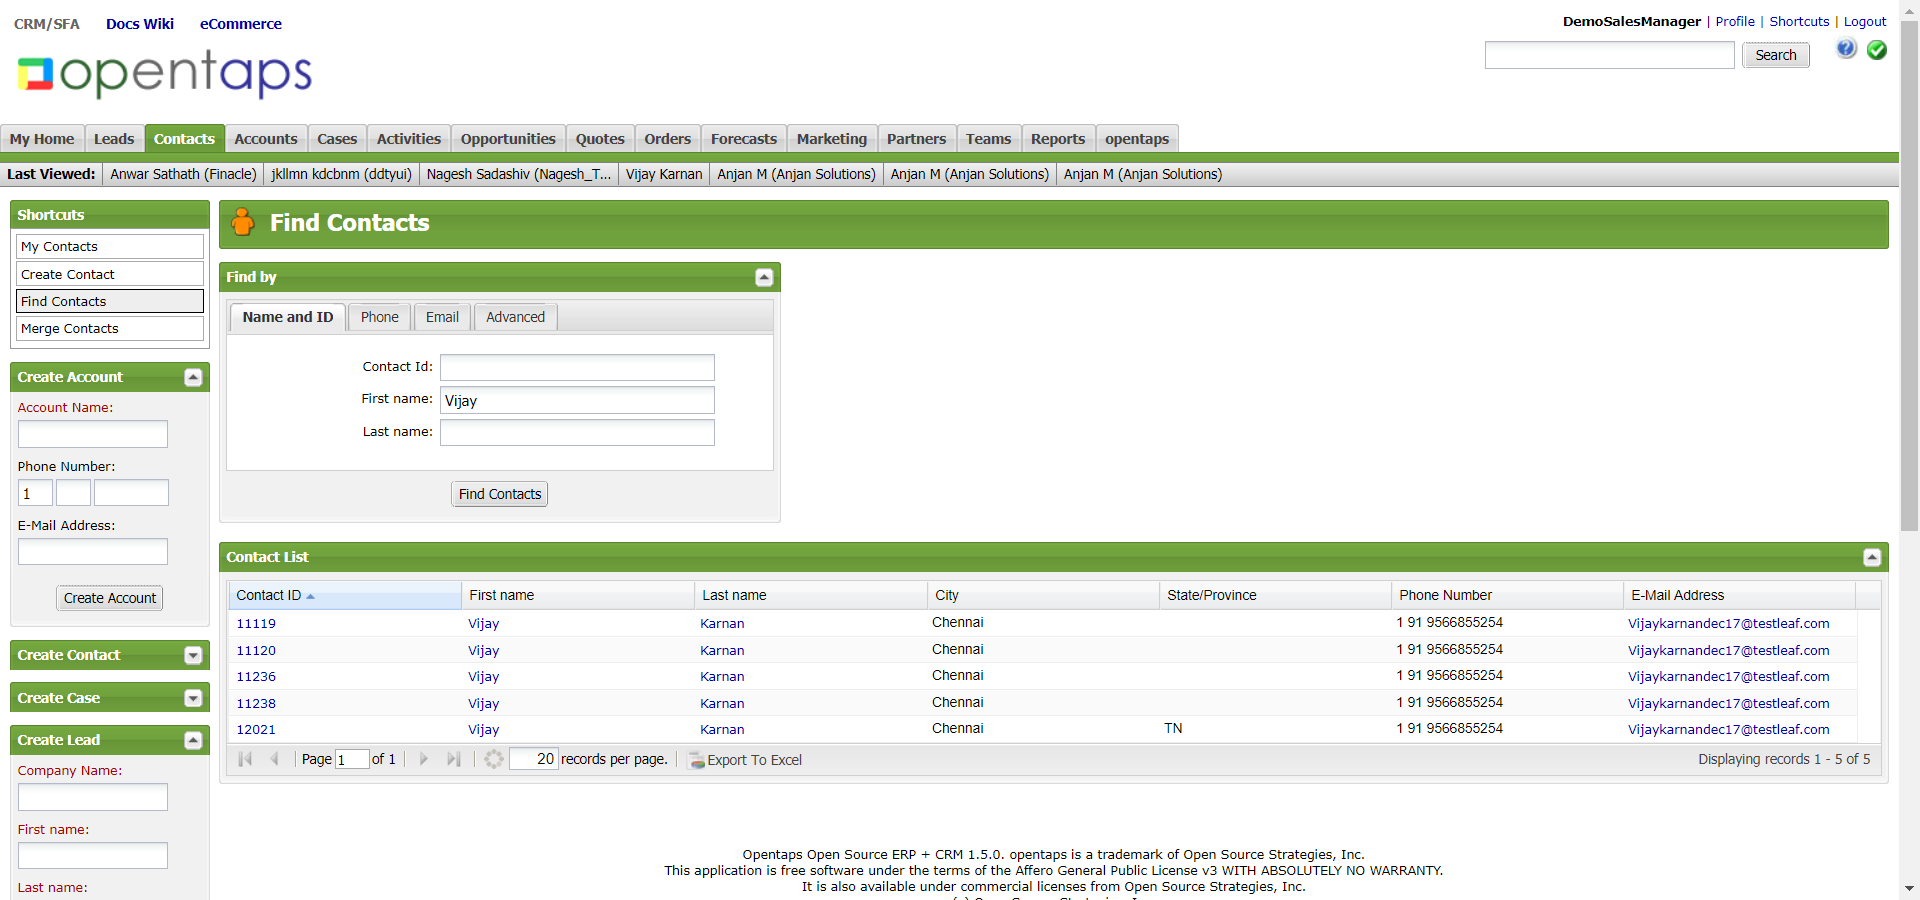 CRM/SFA Docs Wiki eCommerce
DemoSalesManager | Profile | Shortcuts | Logout
Search
opentaps
My Home Leads Contacts Accounts Cases Activities Opportunities Quotes Orders Forecasts Marketing Partners Teams Reports opentaps
Last Viewed: Anwar Sathath (Finacle) jkllmn kdcbnm (ddtyui) Nagesh Sadashiv (Nagesh_T... Vijay Karnan Anjan M (Anjan Solutions) Anjan M (Anjan Solutions) Anjan M (Anjan Solutions)
Shortcuts
My Contacts
Create Contact
Find Contacts
Merge Contacts
Create Account
Account Name:
Phone Number:
1
E-Mail Address:
Create Account
Create Contact
Create Case
Create Lead
Company Name:
First name:
Last name:
Find Contacts
Find by
Name and ID Phone Email Advanced
Contact Id:
First name: Vijay
Last name:
Find Contacts
Contact List
Contact ID First name Last name City State/Province Phone Number E-Mail Address
11119 Vijay Karnan Chennai 1 91 9566855254 Vijaykarnandec17@testleaf.com
11120 Vijay Karnan Chennai 1 91 9566855254 Vijaykarnandec17@testleaf.com
11236 Vijay Karnan Chennai 1 91 9566855254 Vijaykarnandec17@testleaf.com
11238 Vijay Karnan Chennai 1 91 9566855254 Vijaykarnandec17@testleaf.com
12021 Vijay Karnan Chennai TN 1 91 9566855254 Vijaykarnandec17@testleaf.com
Page 1 of 1 20 records per page. Export To Excel Displaying records 1 - 5 of 5
Opentaps Open Source ERP + CRM 1.5.0. opentaps is a trademark of Open Source Strategies, Inc.
This application is free software under the terms of the Affero General Public License v3 WITH ABSOLUTELY NO WARRANTY.
It is also available under commercial licenses from Open Source Strategies, Inc.